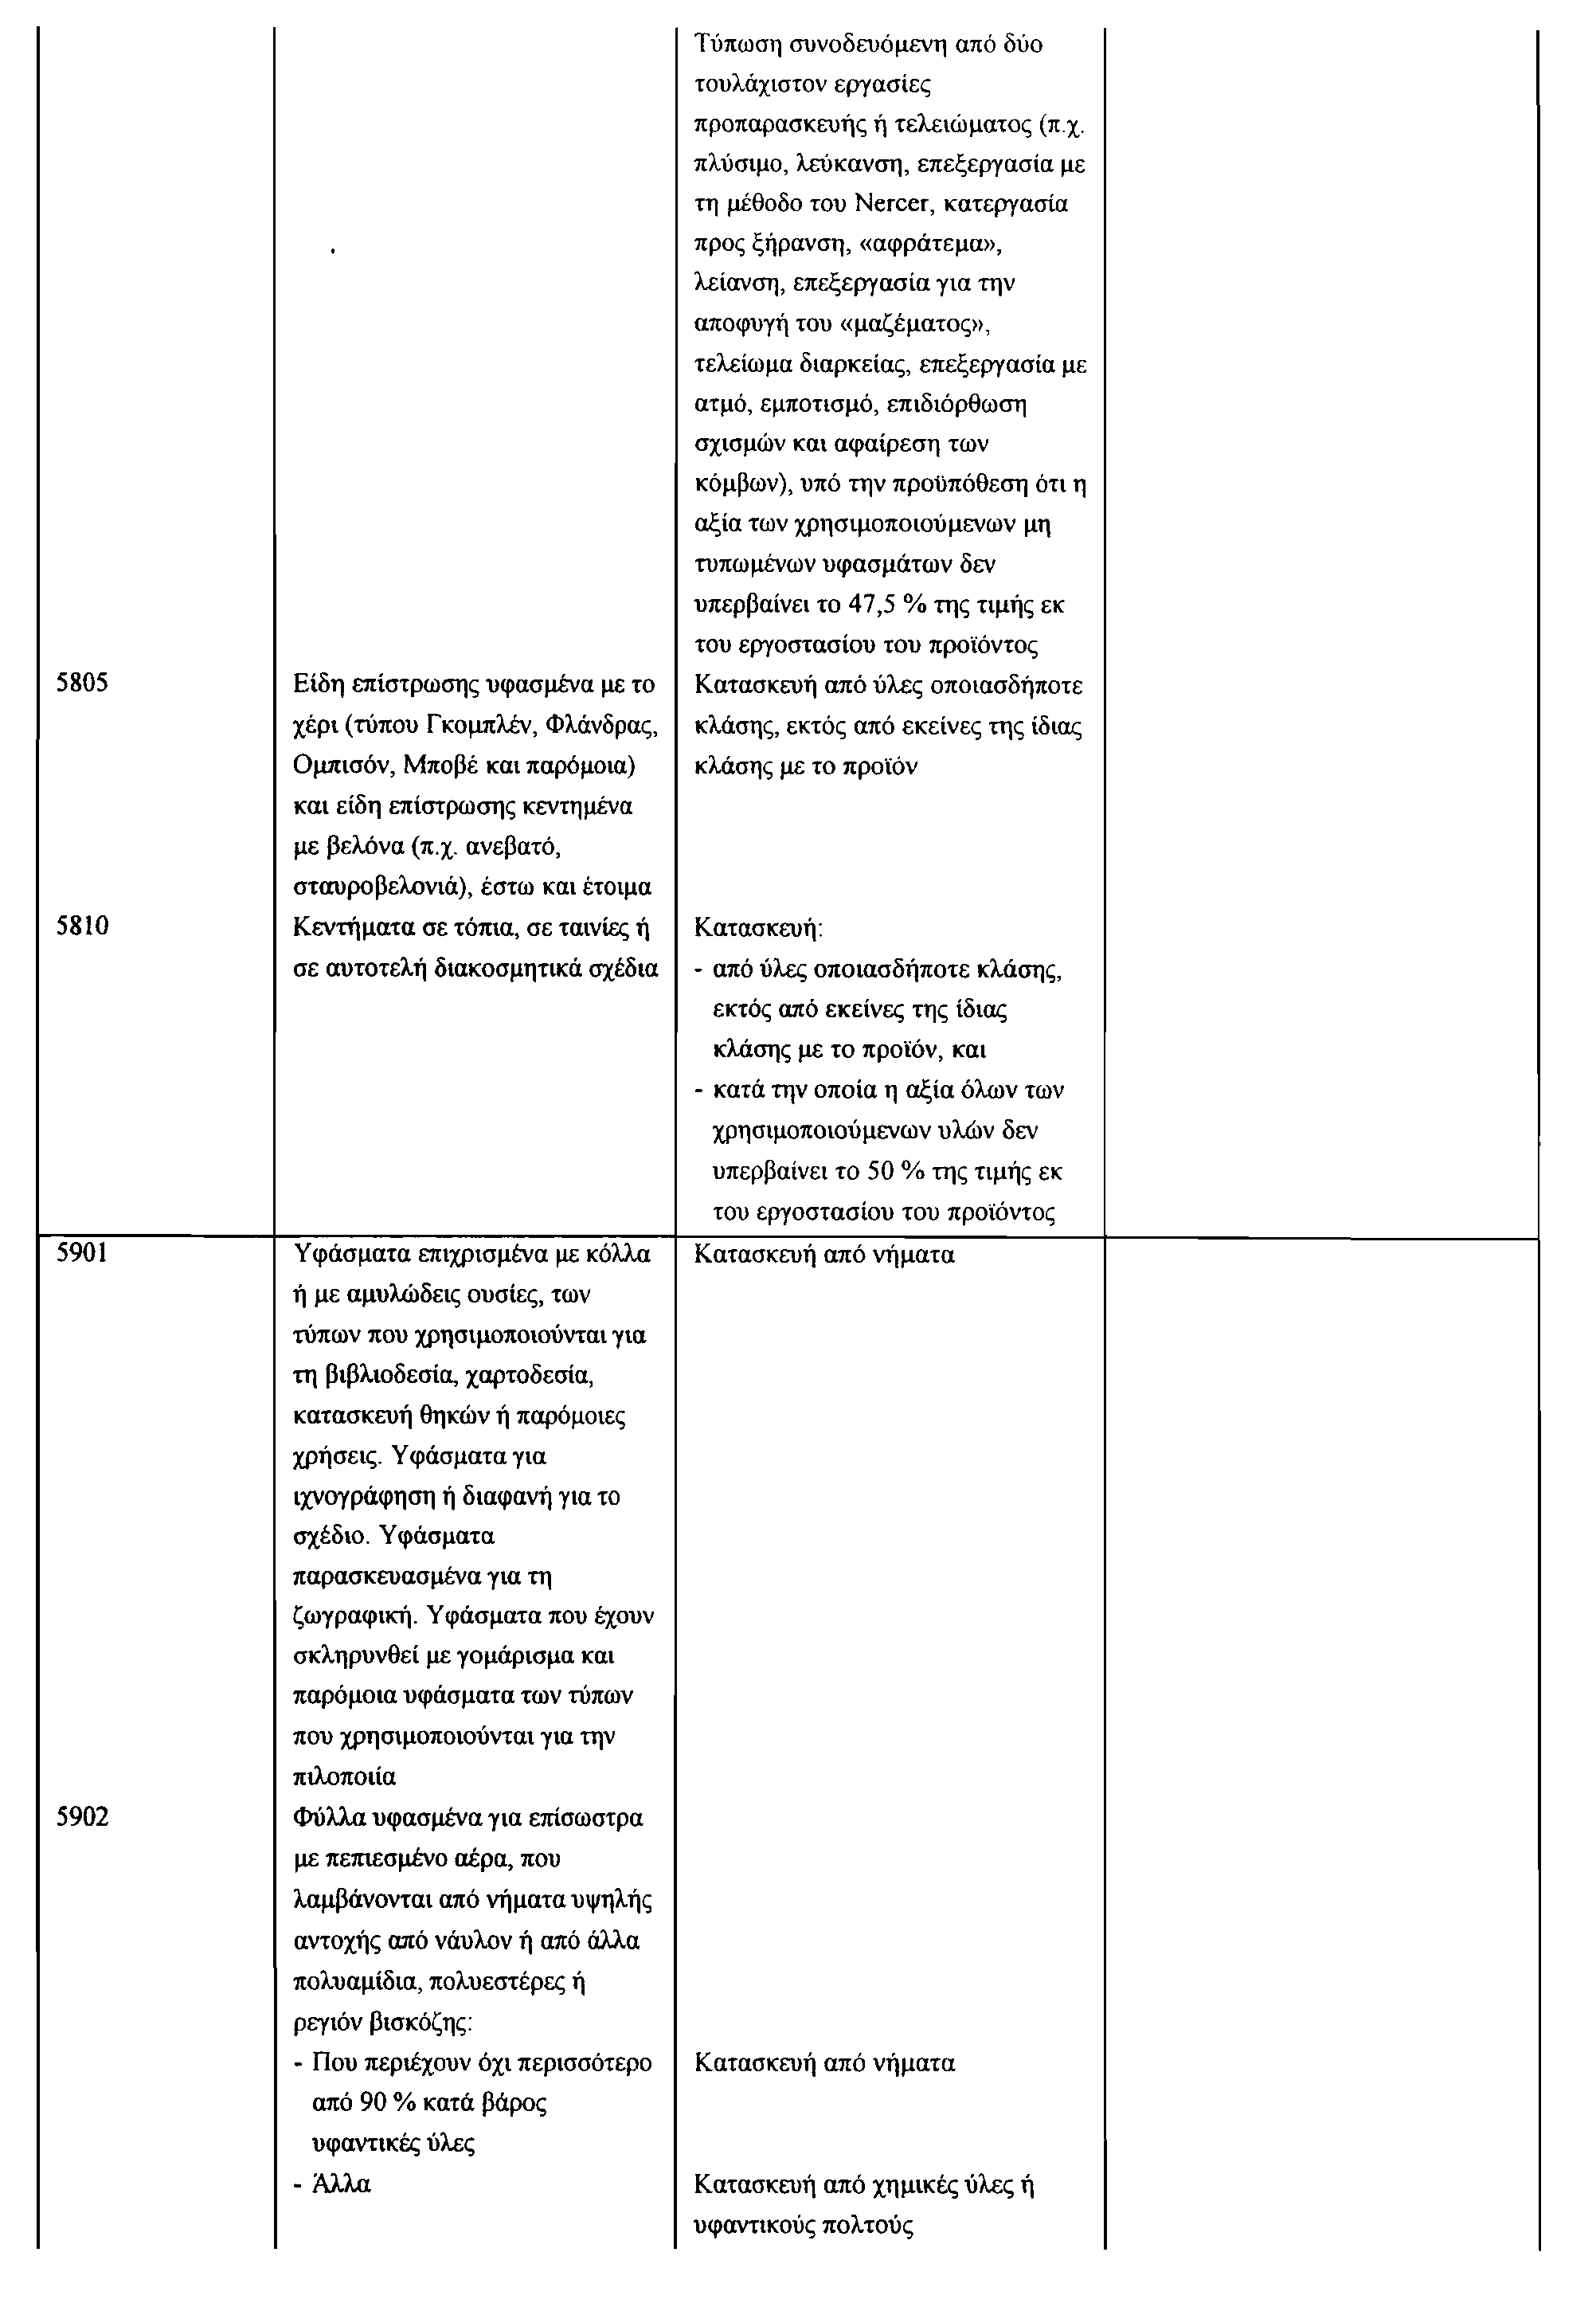 Τύπωση συνοδευόμενη από δύο
τουλάχιστον εργασίες
προπαρασκευής ή τελειώματος (π.χ.
πλύσιμο, λεύκανση, επεξεργασία με
τη μέθοδο του Nercer, κατεργασία
προς ξήρανση, «αφράτεμα»,
λείανση, επεξεργασία για την
αποφυγή του «μαζέματος»,
τελείωμα διαρκείας, επεξεργασία με
ατμό, εμποτισμό, επιδιόρθωση
σχισμών και αφαίρεση των
κόμβων), υπό την προϋπόθεση ότι η
αξία των χρησιμοποιούμενων μη
τυπωμένων υφασμάτων δεν
υπερβαίνει το 47,5 % της τιμής εκ
του εργοστασίου του προϊόντος
5805
Είδη επίστρωσης υφασμένα με το
χέρι (τύπου Γκομπλέν, Φλάνδρας,
Ομπισόν, Μποβέ και παρόμοια)
και είδη επίστρωσης κεντημένα
με βελόνα (π.χ. ανεβατό,
σταυροβελονιά), έστω και έτοιμα
Κατασκευή από ύλες οποιασδήποτε
κλάσης, εκτός από εκείνες της ίδιας
κλάσης με το προϊόν
5810
Κεντήματα σε τόπια, σε ταινίες ή
σε αυτοτελή διακοσμητικά σχέδια
Κατασκευή:
- από ύλες οποιασδήποτε κλάσης,
εκτός από εκείνες της ίδιας
κλάσης με το προϊόν, και
- κατά την οποία η αξία όλων των
χρησιμοποιούμενων υλών δεν
υπερβαίνει το 50 % της τιμής εκ
του εργοστασίου του προϊόντος
5901
Υφάσματα επιχρισμένα με κόλλα
ή με αμυλώδεις ουσίες, των
τύπων που χρησιμοποιούνται για
τη βιβλιοδεσία, χαρτοδεσία,
κατασκευή θηκών ή παρόμοιες
χρήσεις. Υφάσματα για
ιχνογράφηση ή διαφανή για το
σχέδιο. Υφάσματα
παρασκευασμένα για τη
ζωγραφική. Υφάσματα που έχουν
σκληρυνθεί με γομάρισμα και
παρόμοια υφάσματα των τύπων
που χρησιμοποιούνται για την
πιλοποιία
Κατασκευή από νήματα
5902
Φύλλα υφασμένα για επίσωστρα
με πεπιεσμένο αέρα, που
λαμβάνονται από νήματα υψηλής
αντοχής από νάυλον ή από άλλα
πολυαμίδια, πολυεστέρες ή
ρεγιόν βισκόζης:
- Που περιέχουν όχι περισσότερο
από 90 % κατά βάρος
υφαντικές ύλες
Κατασκευή από νήματα
- Άλλα
Κατασκευή από χημικές ύλες ή
υφαντικούς πολτούς